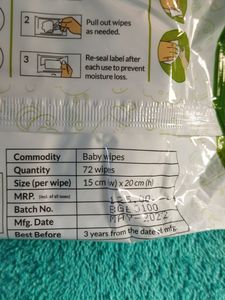 2
Pull out wipes
as needed.
3
Re-seal label after
each use to prevent
moisture loss.
Commodity Baby wipes
Quantity 72 wipes
Size (per wipe) 15 cm (w) x 20 cm (h)
MRP. (incl. of all taxes)
Batch No.
Mfg. Date MAY-2022
Best Before 3 years from the date of mfg.